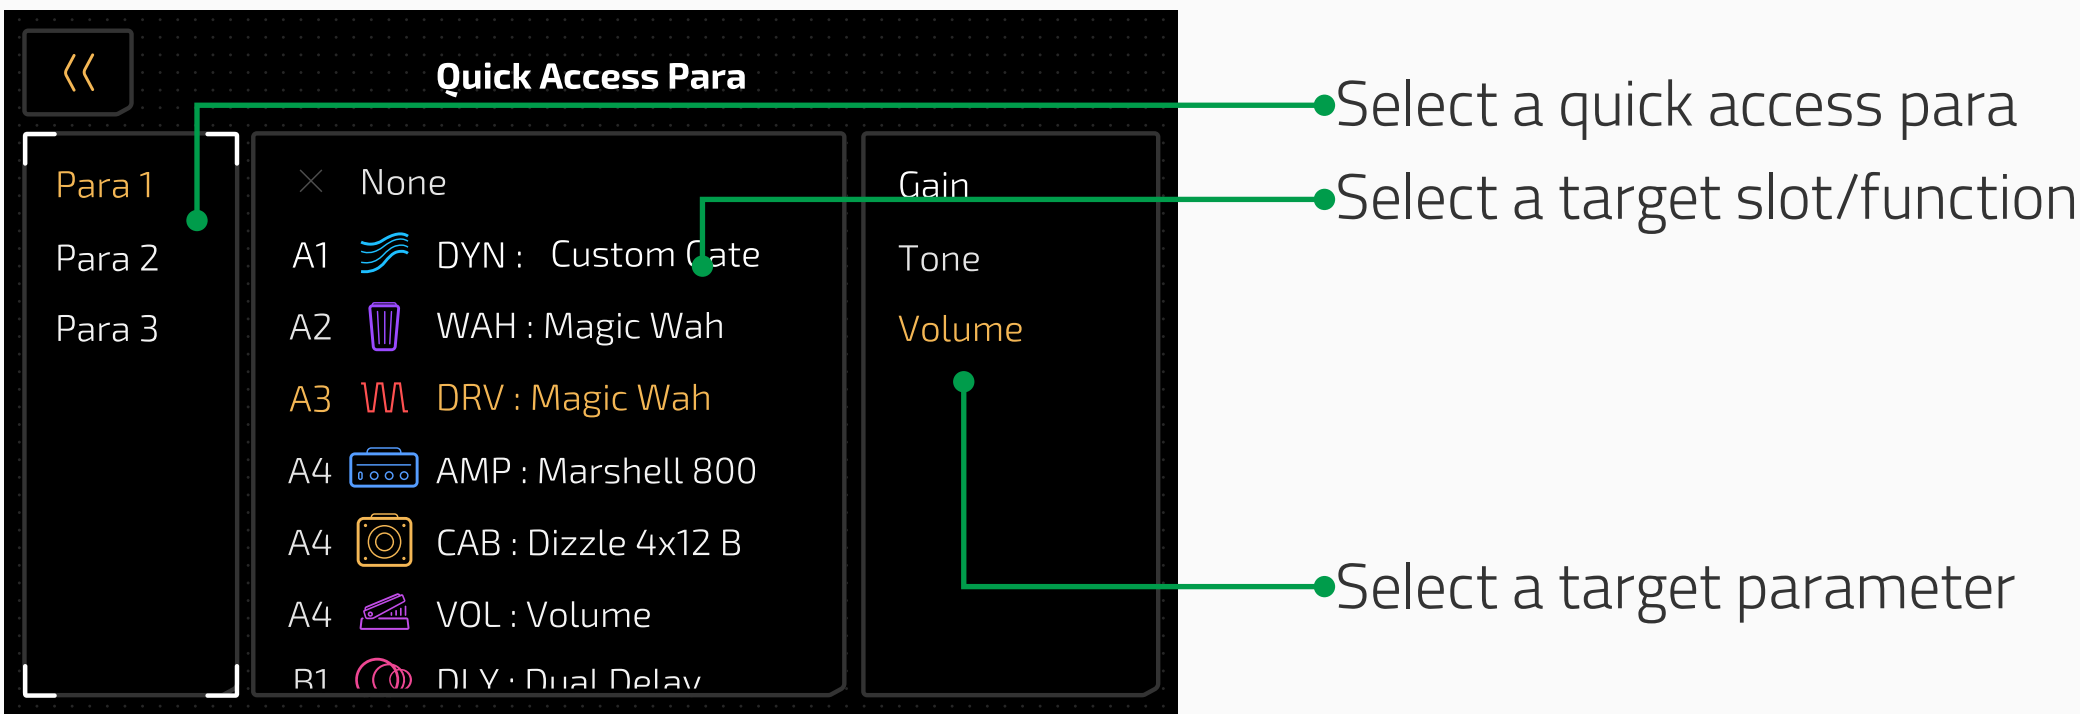 Quick Access Para
Select a quick access para
Select a target slot/function
Select a target parameter
Para 1
Para 2
Para 3
None
A1 DYN : Custom Gate
A2 WAH : Magic Wah
A3 DRV : Magic Wah
A4 AMP : Marshell 800
A4 CAB : Dizzle 4x12 B
A4 VOL : Volume
B1 DLY : Dual Delay
Gain
Tone
Volume